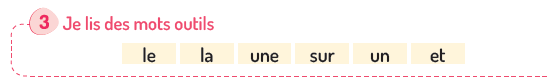 3 Je lis des mots outils
le la une sur un et